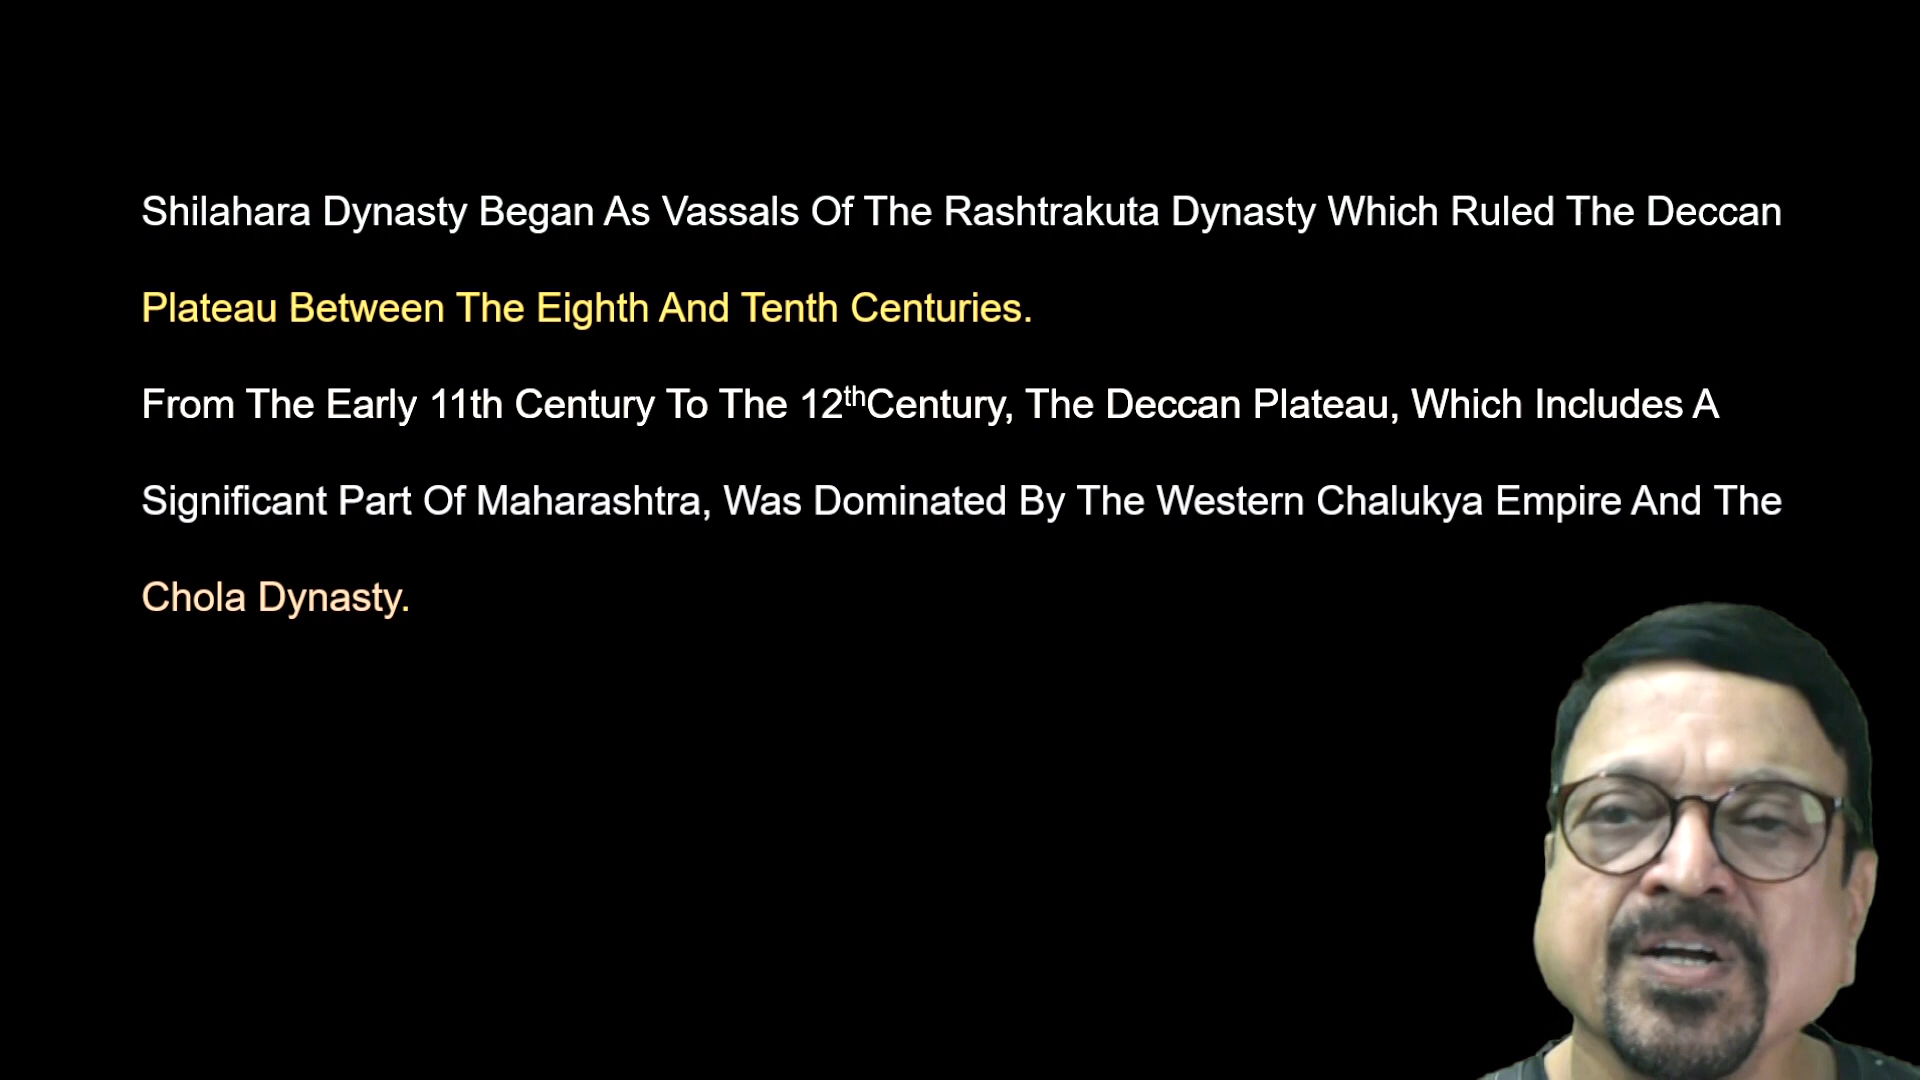 Shilahara Dynasty Began As Vassals Of The Rashtrakuta Dynasty Which Ruled The Deccan
Plateau Between The Eighth And Tenth Centuries.
From The Early 11th Century To The 12thCentury, The Deccan Plateau, Which Includes A
Significant Part Of Maharashtra, Was Dominated By The Western Chalukya Empire And The
Chola Dynasty.